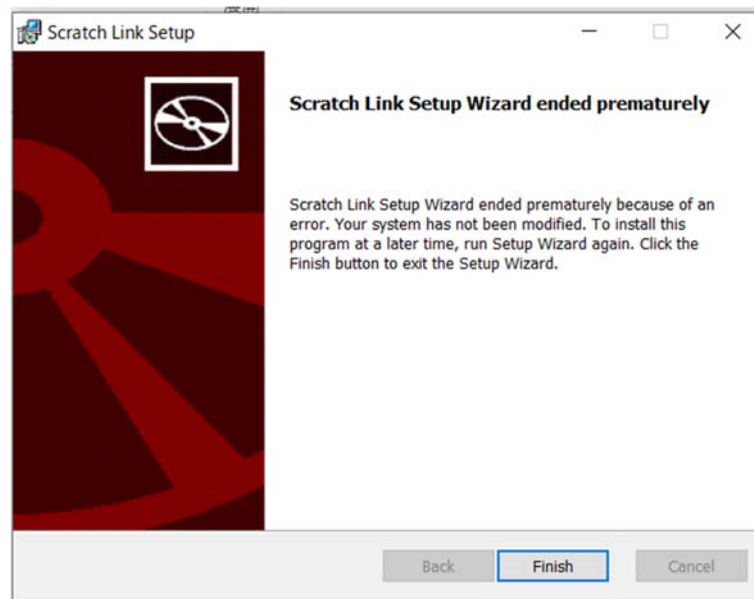 Scratch Link Setup
Scratch Link Setup Wizard ended prematurely
Scratch Link Setup Wizard ended prematurely because of an
error. Your system has not been modified. To install this
program at a later time, run Setup Wizard again. Click the
Finish button to exit the Setup Wizard.
Back
Finish
Cancel